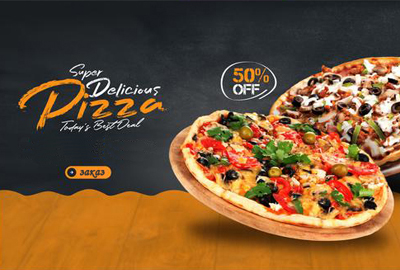 Super
Delicious
Pizza
Today's Best Deal
50%
OFF
заказ